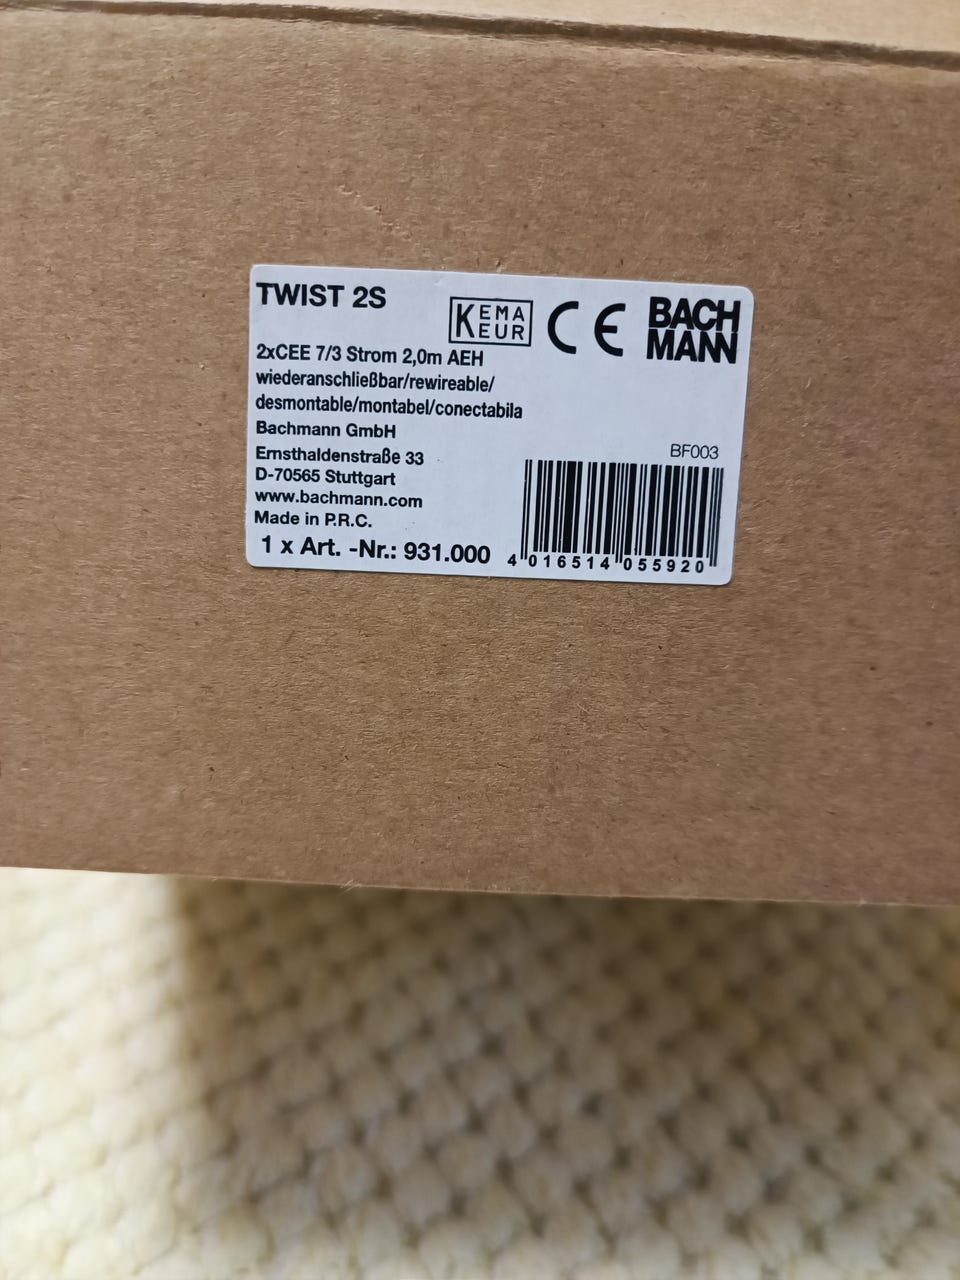 TWIST 2S
KEMA
KEUR
CE
BACH
MANN
2xCEE 7/3 Strom 2,0m AEH
wiederanschließbar/rewireable/
desmontable/montabel/conectabila
Bachmann GmbH
Ernsthaldenstraße 33
D-70565 Stuttgart
www.bachmann.com
Made in P.R.C.
1 x Art. -Nr.: 931.000
BF003
4 016514 055920